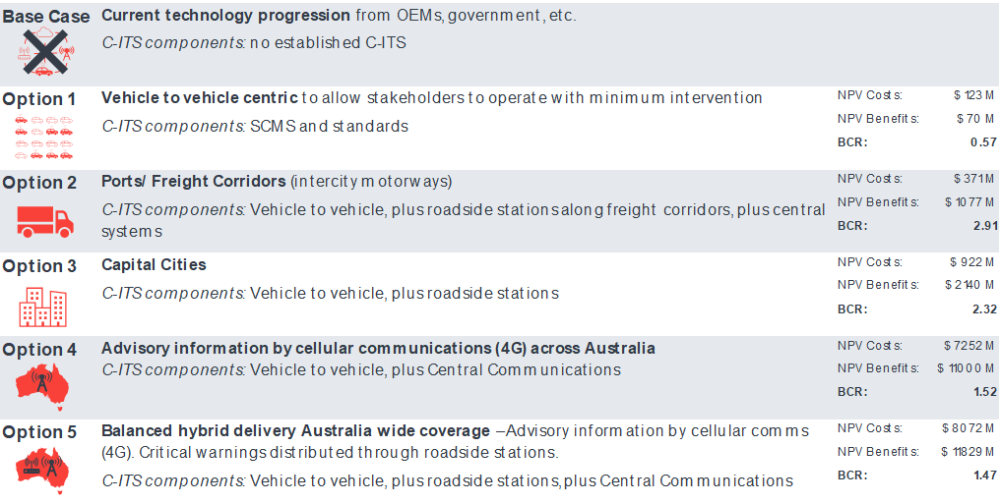 Base Case Current technology progression from OEMs, government, etc.
C-ITS components: no established C-ITS
Option 1 Vehicle to vehicle centric to allow stakeholders to operate with minimum intervention NPV Costs: $ 123 M
C-ITS components: SCMS and standards NPV Benefits: $ 70 M
BCR: 0.57
Option 2 Ports/ Freight Corridors (intercity motorways) NPV Costs: $ 371 M
C-ITS components: Vehicle to vehicle, plus roadside stations along freight corridors, plus central NPV Benefits: $ 1077 M
systems BCR: 2.91
Option 3 Capital Cities NPV Costs: $ 922 M
C-ITS components: Vehicle to vehicle, plus roadside stations NPV Benefits: $ 2140 M
BCR: 2.32
Option 4 Advisory information by cellular communications (4G) across Australia NPV Costs: $ 7252 M
C-ITS components: Vehicle to vehicle, plus Central Communications NPV Benefits: $ 11000 M
BCR: 1.52
Option 5 Balanced hybrid delivery Australia wide coverage –Advisory information by cellular comms NPV Costs: $ 8072 M
(4G). Critical warnings distributed through roadside stations. NPV Benefits: $ 11829 M
C-ITS components: Vehicle to vehicle, plus roadside stations, plus Central Communications BCR: 1.47